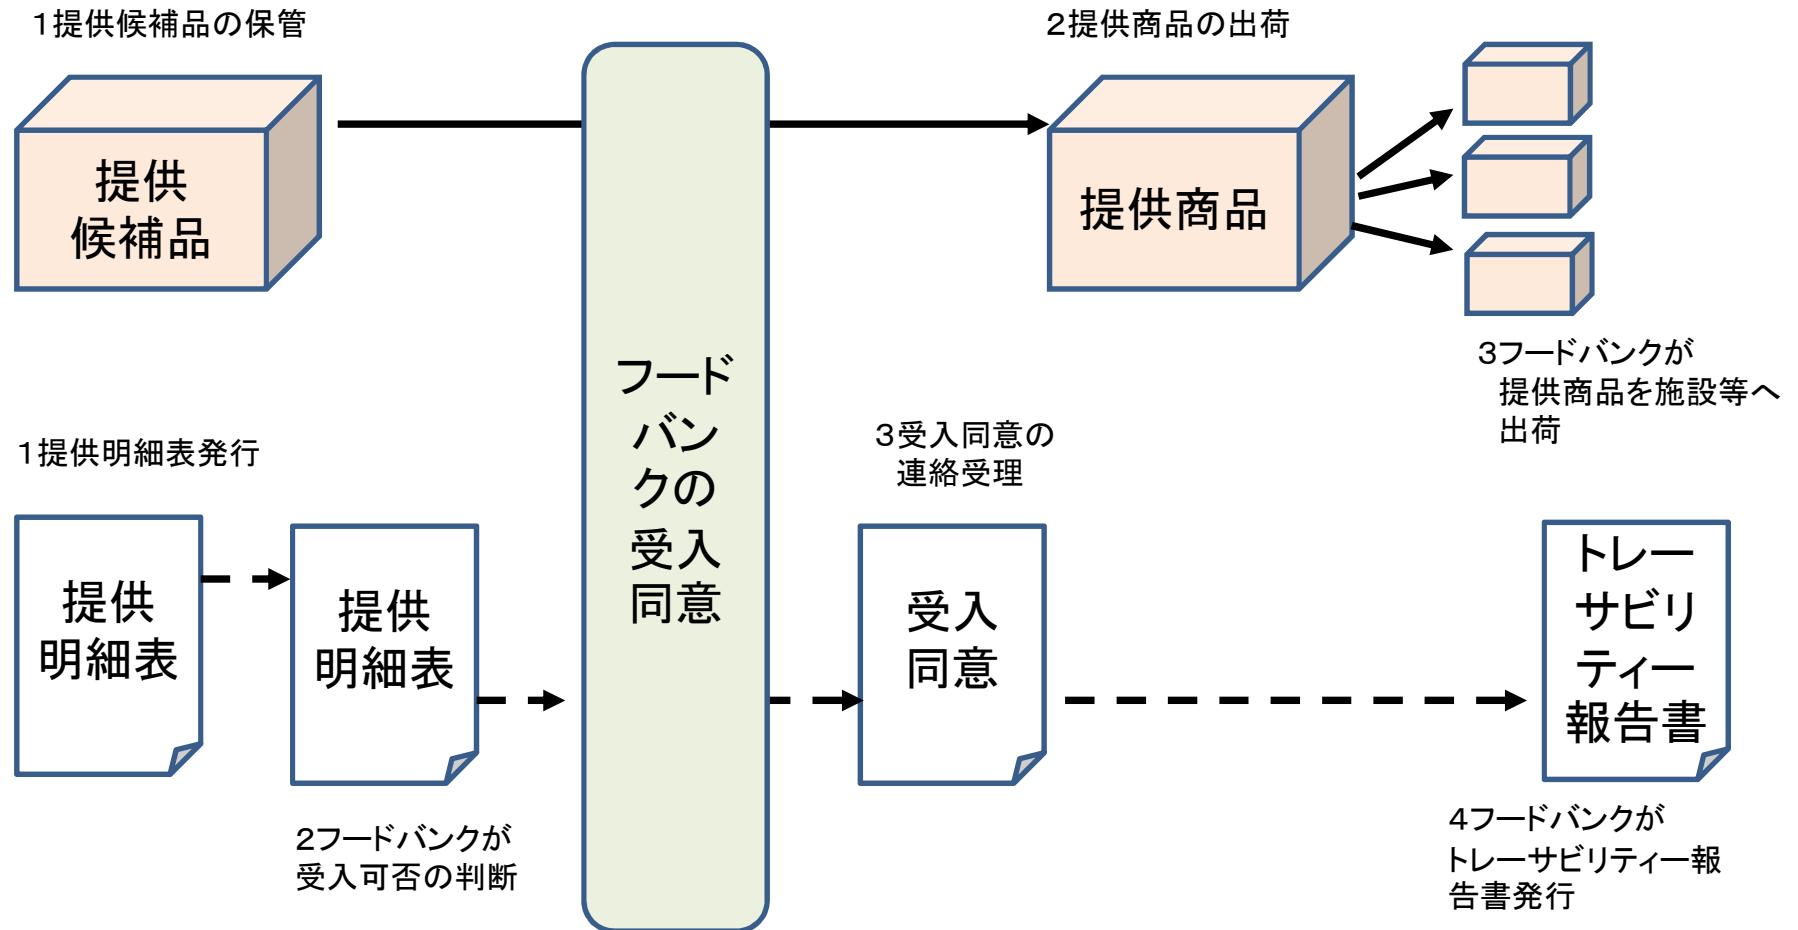 1提供候補品の保管
2提供商品の出荷
提供
候補品
提供商品
3フードバンクが
提供商品を施設等へ
出荷
フード
バン
クの
受入
同意
1提供明細表発行
3受入同意の
連絡受理
提供
明細表
提供
明細表
受入
同意
トレー
サビリ
ティー
報告書
2フードバンクが
受入可否の判断
4フードバンクが
トレーサビリティー報
告書発行